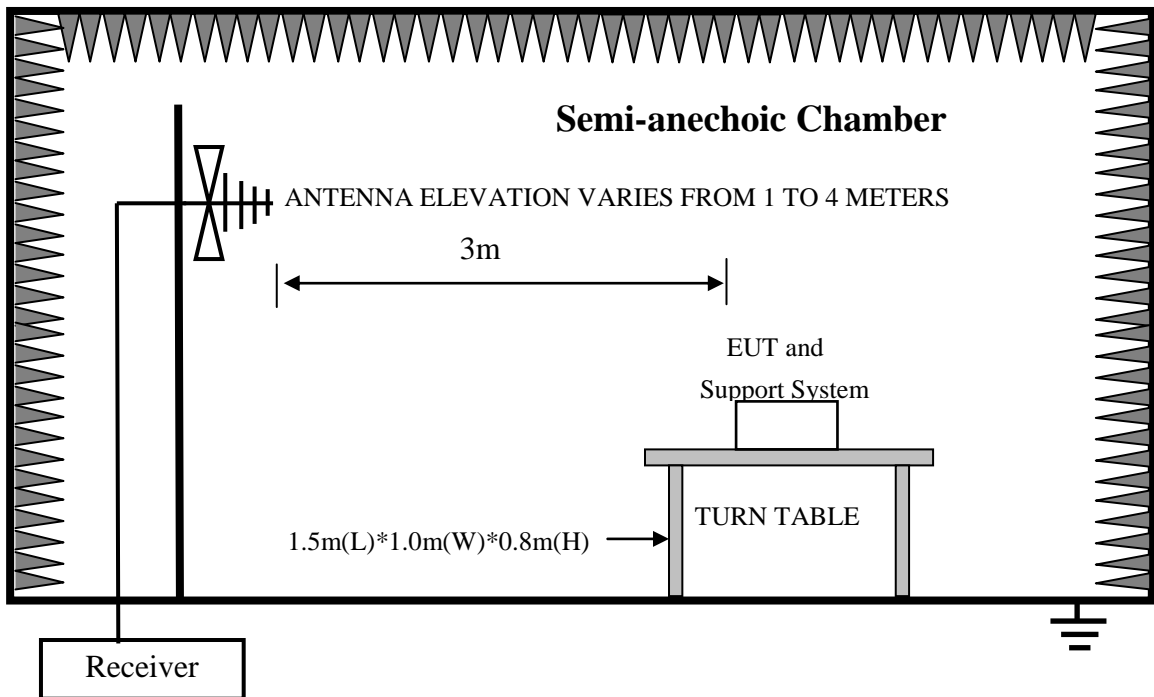 Semi-anechoic Chamber
ANTENNA ELEVATION VARIES FROM 1 TO 4 METERS
3m
EUT and
Support System
TURN TABLE
1.5m(L)*1.0m(W)*0.8m(H)
Receiver